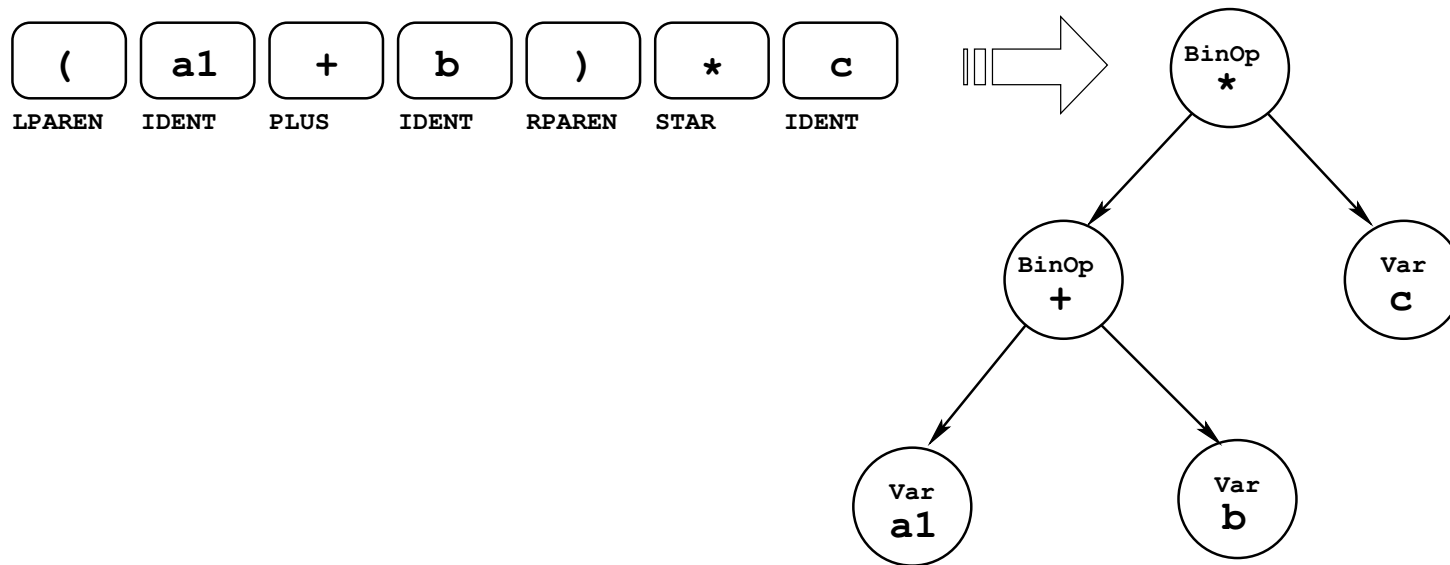 ( a1 + b ) * c
LPAREN IDENT PLUS IDENT RPAREN STAR IDENT
BinOp
*
BinOp
+
Var
c
Var
a1
Var
b